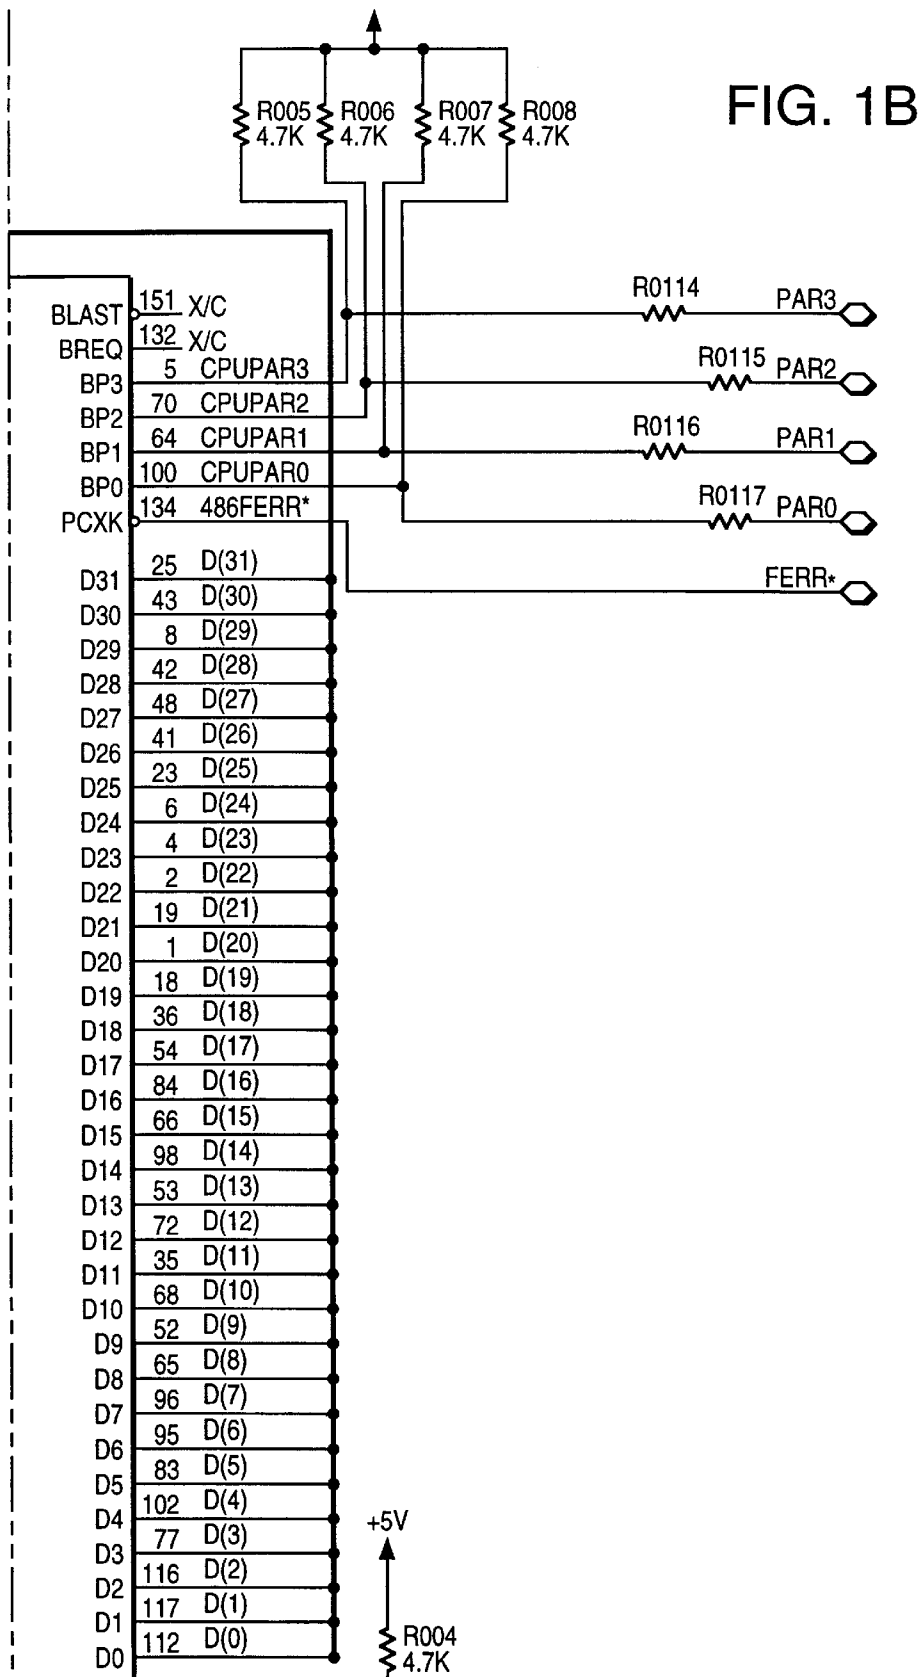 FIG. 1B
R005 R006 R007 R008
4.7K 4.7K 4.7K 4.7K
R0114 PAR3
BLAST 151 X/C
BREQ 132 X/C
R0115 PAR2
BP3 5 CPUPAR3
BP2 70 CPUPAR2
R0116 PAR1
BP1 64 CPUPAR1
BP0 100 CPUPAR0
R0117 PAR0
PCXK 134 486FERR*
FERR*
D31 25 D(31)
D30 43 D(30)
D29 8 D(29)
D28 42 D(28)
D27 48 D(27)
D26 41 D(26)
D25 23 D(25)
D24 6 D(24)
D23 4 D(23)
D22 2 D(22)
D21 19 D(21)
D20 1 D(20)
D19 18 D(19)
D18 36 D(18)
D17 54 D(17)
D16 84 D(16)
D15 66 D(15)
D14 98 D(14)
D13 53 D(13)
D12 72 D(12)
D11 35 D(11)
D10 68 D(10)
D9 52 D(9)
D8 65 D(8)
D7 96 D(7)
D6 95 D(6)
D5 83 D(5)
D4 102 D(4)
+5V
D3 77 D(3)
D2 116 D(2)
D1 117 D(1)
D0 112 D(0)
R004
4.7K